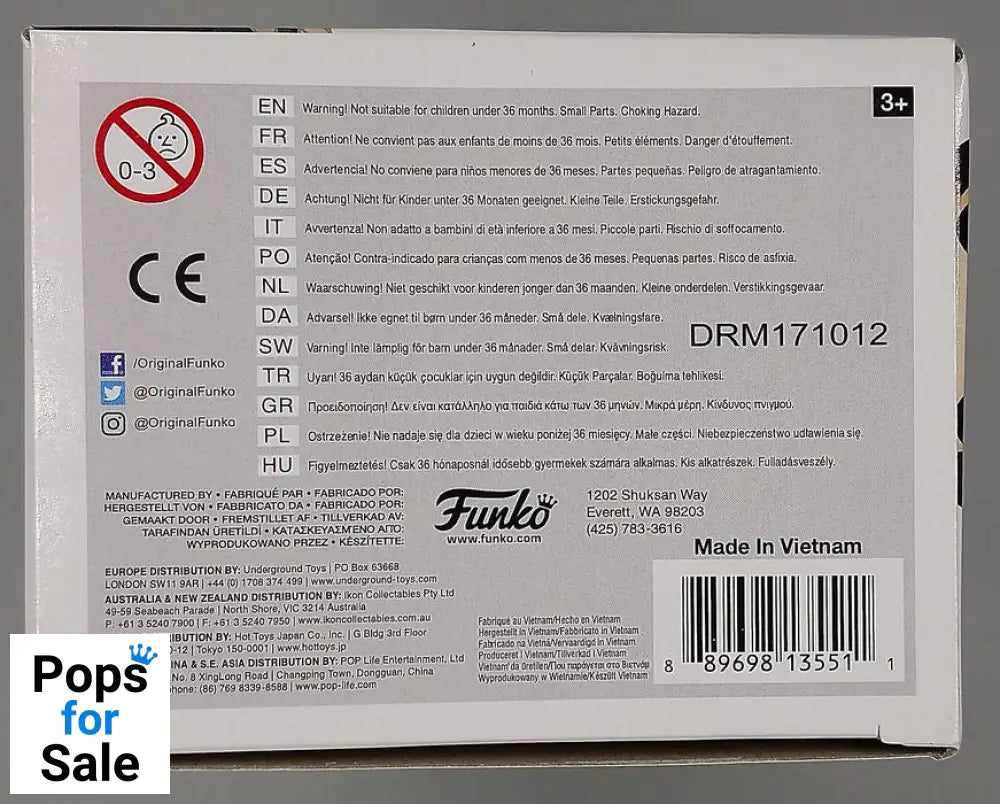 3+
0-3
EN Warning! Not suitable for children under 36 months. Small Parts. Choking Hazard.
FR Attention! Ne convient pas aux enfants de moins de 36 mois. Petits éléments. Danger d'étouffement.
ES Advertencia! No conviene para niños menores de 36 meses. Partes pequeñas. Peligro de atragantamiento.
DE Achtung! Nicht für Kinder unter 36 Monaten geeignet. Kleine Teile. Erstickungsgefahr.
IT Avvertenza! Non adatto a bambini di età inferiore a 36 mesi. Piccole parti. Rischio di soffocamento.
PO Atenção! Contra-indicado para crianças com menos de 36 meses. Pequenas partes. Risco de asfixia.
NL Waarschuwing! Niet geschikt voor kinderen jonger dan 36 maanden. Kleine onderdelen. Verstikkingsgevaar.
DA Advarsel! Ikke egnet til børn under 36 måneder. Små dele. Kvælningsfare.
SW Varning! Inte lämplig för barn under 36 månader. Små delar. Kvävningsrisk.
TR Uyarı! 36 aydan küçük çocuklar için uygun değildir. Küçük Parçalar. Boğulma tehlikesi.
GR Προειδοποίηση! Δεν είναι κατάλληλο για παιδιά κάτω των 36 μηνών. Μικρά μέρη. Κίνδυνος πνιγμού.
PL Ostrzeżenie! Nie nadaje się dla dzieci w wieku poniżej 36 miesięcy. Małe części. Niebezpieczeństwo udławienia się.
HU Figyelmeztetés! Csak 36 hónaposnál idősebb gyermekek számára alkalmas. Kis alkatrészek. Fulladásveszély.
DRM171012
CE
/OriginalFunko
@OriginalFunko
@OriginalFunko
MANUFACTURED BY • FABRIQUÉ PAR • FABRICADO POR:
HERGESTELLT VON • FABBRICATO DA • FABRICADO POR:
GEMAAKT DOOR • FREMSTILLET AF • TILLVERKAD AV:
TARAFINDAN ÜRETİLDİ • ΚΑΤΑΣΚΕΥΑΣΜΕΝΟ ΑΠΟ:
WYPRODUKOWANO PRZEZ • KÉSZÍTETTE:
Funko
www.funko.com
1202 Shuksan Way
Everett, WA 98203
(425) 783-3616
Made In Vietnam
EUROPE DISTRIBUTION BY: Underground Toys | PO Box 63668
LONDON SW11 9AR | +44 (0) 1708 374 499 | www.underground-toys.com
AUSTRALIA & NEW ZEALAND DISTRIBUTION BY: Ikon Collectables Pty Ltd
49-59 Seabeach Parade | North Shore, VIC 3214 Australia
P: +61 3 5240 7900 | F: +61 3 5240 7950 | www.ikoncollectables.com.au
IBUTION BY: Hot Toys Japan Co., Inc. | G Bldg 3rd Floor
-12 | Tokyo 150-0001 | www.hottoys.jp
NA & S.E. ASIA DISTRIBUTION BY: POP Life Entertainment, Ltd
No. 8 XingLong Road | Changping Town, Dongguan, China
phone: (86) 769 8339-8588 | www.pop-life.com
Fabriqué au Vietnam/Hecho en Vietnam
Hergestellt in Vietnam/Fabbricato in Vietnam
Fabricado na Vietnã/Vervaardigd in Vietnam
Produceret i Vietnam/Tillverkad i Vietnam
Vietnam'da Üretilen/Που παράγεται στο Βιετνάμ
Wyprodukowany w Wietnamie/Készült Vietnam
8 89698 13551 1
Pops
for
Sale